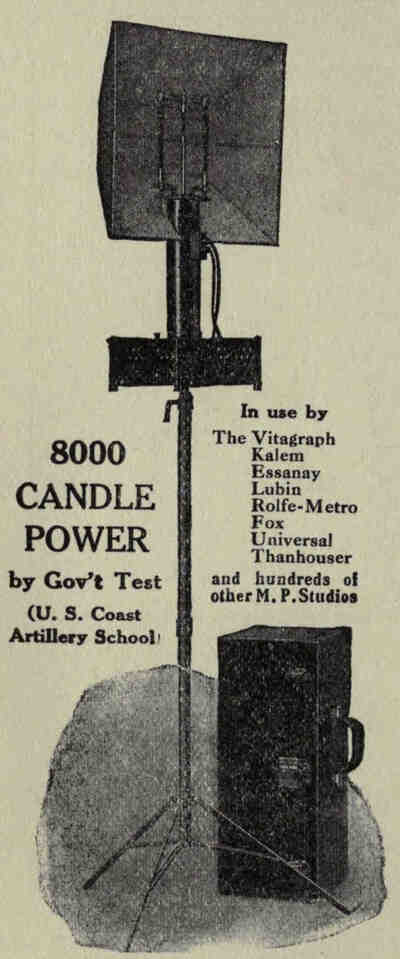 8000
CANDLE
POWER
by Gov't Test
(U. S. Coast
Artillery School)
In use by
The Vitagraph
Kalem
Essanay
Lubin
Rolfe-Metro
Fox
Universal
Thanhouser
and hundreds of
other M. P. Studios